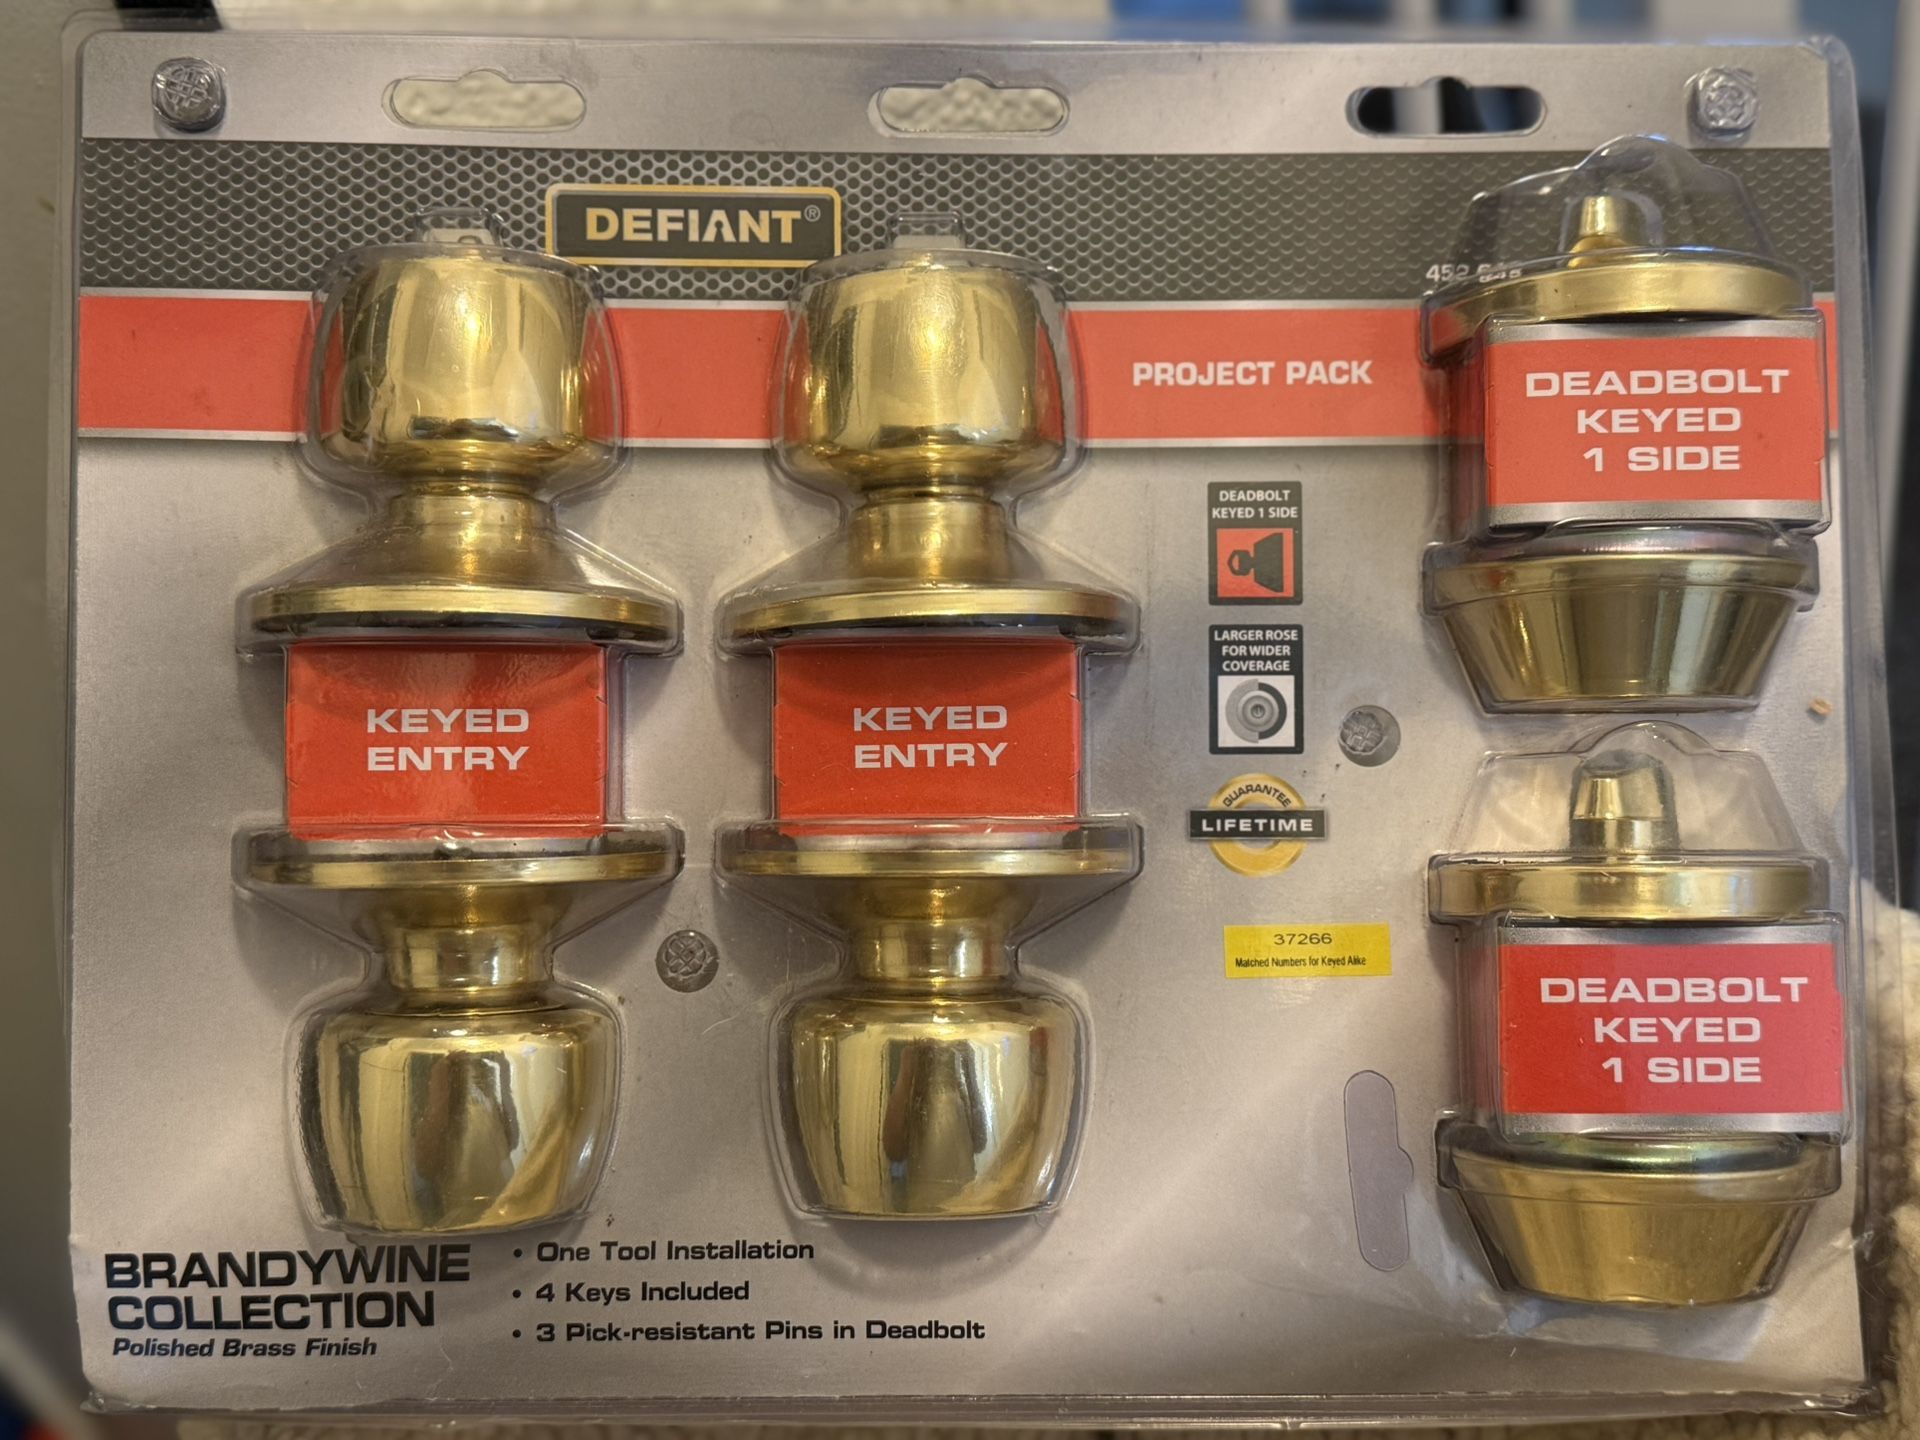 DEFIANT®
PROJECT PACK
DEADBOLT
KEYED
1 SIDE
DEADBOLT
KEYED 1 SIDE
LARGER ROSE
FOR WIDER
COVERAGE
KEYED
ENTRY
KEYED
ENTRY
GUARANTEE
LIFETIME
37266
Matched Numbers for Keyed Alike
DEADBOLT
KEYED
1 SIDE
BRANDYWINE
COLLECTION
Polished Brass Finish
• One Tool Installation
• 4 Keys Included
• 3 Pick-resistant Pins in Deadbolt